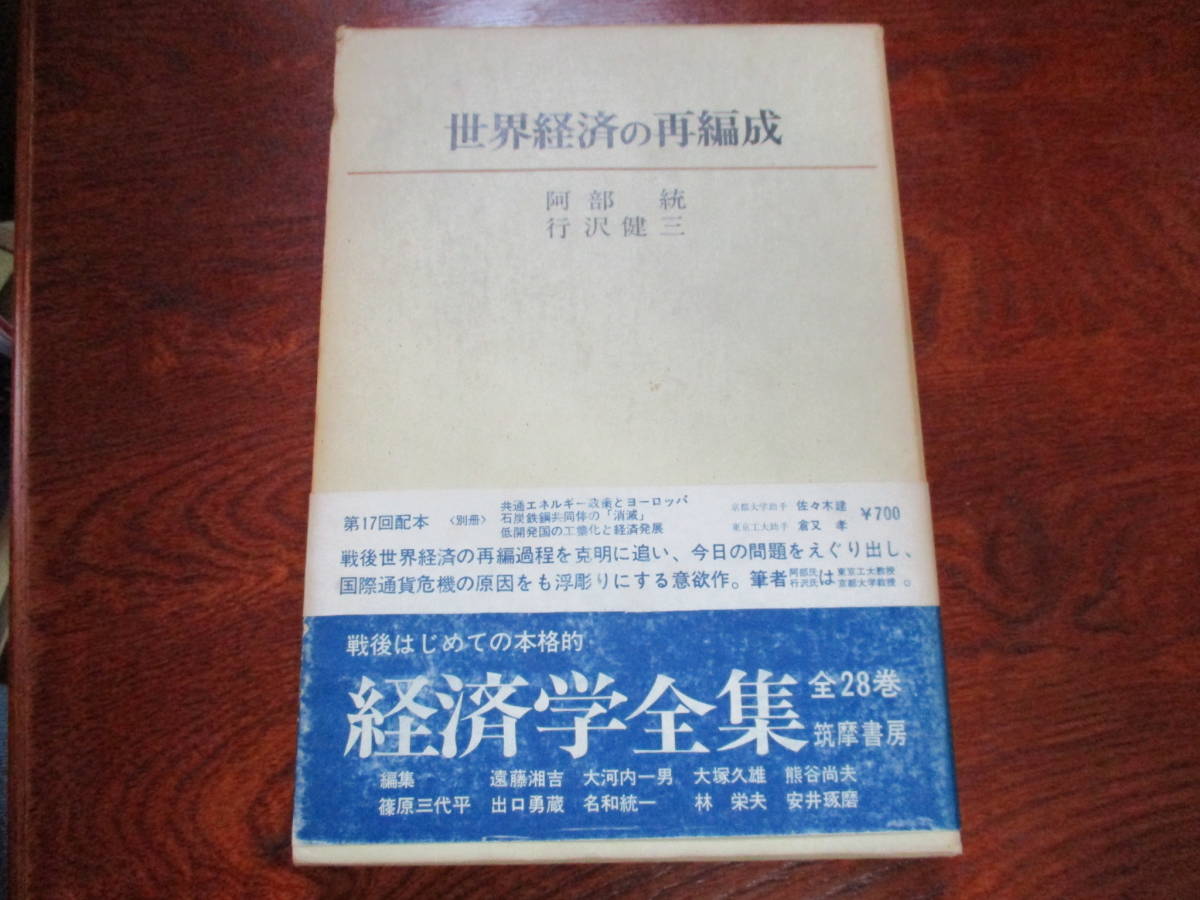 世界経済の再編成
阿部 統
行沢健三
第17回配本 〈別冊〉
共通エネルギー政策とヨーロッパ
石炭鉄鋼共同体の「消滅」
京都大学助手 佐々木建
低開発国の工業化と経済発展
東京工大助手 倉又 孝
¥700
戦後世界経済の再編過程を克明に追い、今日の問題をえぐり出し、
国際通貨危機の原因をも浮彫りにする意欲作。筆者阿部氏行沢氏は東京工大教授京都大学教授。
戦後はじめての本格的
経済学全集 全28巻
筑摩書房
編集 遠藤湘吉 大河内一男 大塚久雄 熊谷尚夫
篠原三代平 出口勇蔵 名和統一 林 栄夫 安井琢磨